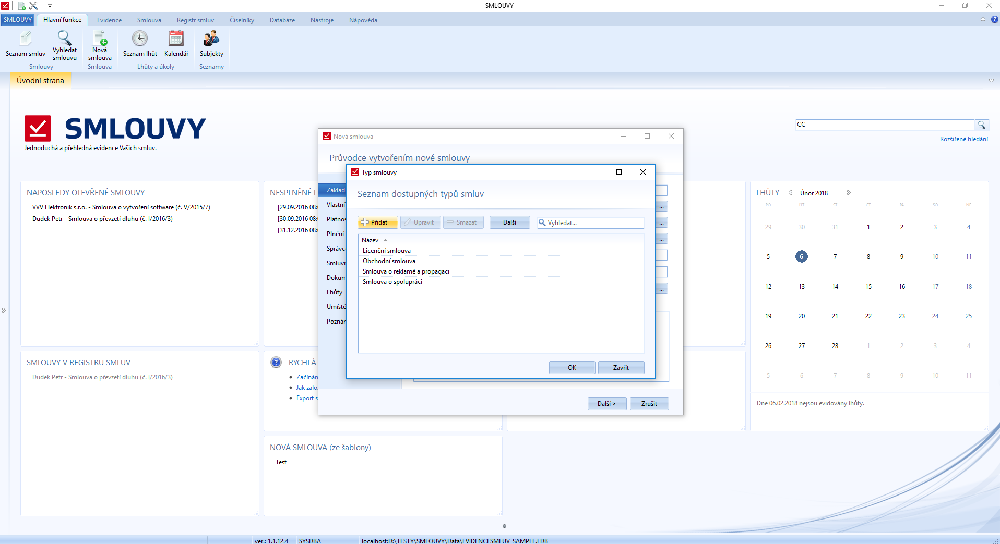 SMLOUVY
SMLOUVY Hlavní funkce Evidence Smlouva Registr smluv Číselníky Databáze Nástroje Nápověda
Seznam smluv
Vyhledat
smlouvu
Nová
smlouva
Seznam lhůt
Kalendář
Subjekty
Smlouvy Smlouva Lhůty a úkoly Seznamy
Úvodní strana
SMLOUVY
Jednoduchá a přehledná evidence Vašich smluv.
CC
Rozšířené hledání
NAPOSLEDY OTEVŘENÉ SMLOUVY
VVV Elektronik s.r.o. - Smlouva o vytvoření software (č. V/2015/7)
Dudek Petr - Smlouva o převzetí dluhu (č. I/2016/3)
NESPLNĚNÉ L
[29.09.2016 08:
[30.09.2016 08:
[31.12.2016 08:
SMLOUVY V REGISTRU SMLUV
Dudek Petr - Smlouva o převzetí dluhu (č. I/2016/3)
RYCHLÁ
Začínám
Jak zalo
Export s
NOVÁ SMLOUVA (ze šablony)
Test
Nová smlouva
Průvodce vytvořením nové smlouvy
Základ
Vlastní
Platnos
Plnění
Správc
Smluvn
Dokum
Lhůty
Umístě
Poznám
...
...
...
...
Další > Zrušit
Typ smlouvy
Seznam dostupných typů smluv
Přidat Upravit Smazat Další Vyhledat...
Název
Licenční smlouva
Obchodní smlouva
Smlouva o reklamě a propagaci
Smlouva o spolupráci
OK Zavřít
LHŮTY Únor 2018
PO ÚT ST ČT PÁ SO NE
29 30 31 1 2 3 4
5 6 7 8 9 10 11
12 13 14 15 16 17 18
19 20 21 22 23 24 25
26 27 28 1 2 3 4
5 6 7 8 9 10 11
Dne 06.02.2018 nejsou evidovány lhůty.
ver.: 1.1.12.4 SYSDBA localhost:D:\TESTY\SMLOUVY\Data\EVIDENCESMLUV_SAMPLE.FDB